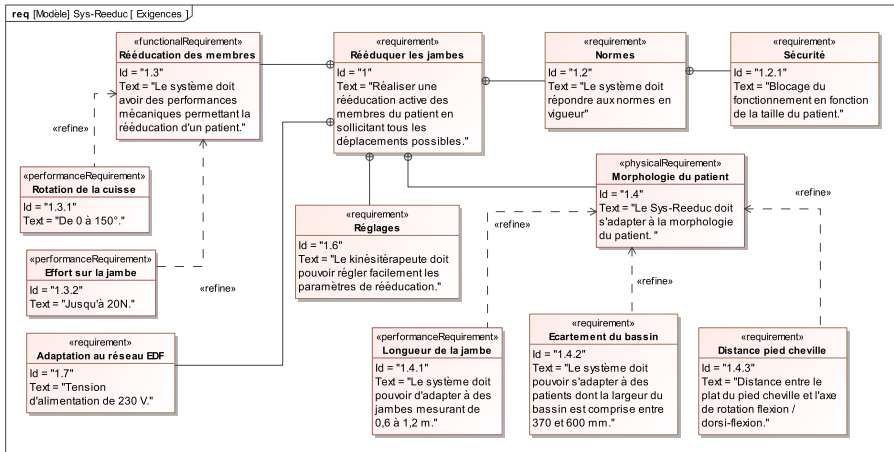 req [Modèle] Sys-Reeduc [ Exigences ]
«functionalRequirement»
Rééducation des membres
Id = "1.3"
Text = "Le système doit
avoir des performances
mécaniques permettant la
rééducation d'un patient."
«requirement»
Rééduquer les jambes
Id = "1"
Text = "Réaliser une
rééducation active des
membres du patient en
sollicitant tous les
déplacements possibles."
«requirement»
Normes
Id = "1.2"
Text = "Le système doit
répondre aux normes en
vigueur"
«requirement»
Sécurité
Id = "1.2.1"
Text = "Blocage du
fonctionnement en fonction
de la taille du patient."
«refine»
«performanceRequirement»
Rotation de la cuisse
Id = "1.3.1"
Text = "De 0 à 150°."
«physicalRequirement»
Morphologie du patient
Id = "1.4"
Text = "Le Sys-Reeduc doit
s'adapter à la morphologie
du patient. "
«refine»
«requirement»
Réglages
Id = "1.6"
Text = "Le kinésitérapeute doit
pouvoir régler facilement les
paramètres de rééducation."
«refine»
«performanceRequirement»
Effort sur la jambe
Id = "1.3.2"
Text = "Jusqu'à 20N."
«refine»
«refine»
«requirement»
Adaptation au réseau EDF
Id = "1.7"
Text = "Tension
d'alimentation de 230 V."
«performanceRequirement»
Longueur de la jambe
Id = "1.4.1"
Text = "Le système doit
pouvoir d'adapter à des
jambes mesurant de
0,6 à 1,2 m."
«requirement»
Ecartement du bassin
Id = "1.4.2"
Text = "Le système doit
pouvoir s'adapter à des
patients dont la largeur du
bassin est comprise entre
370 et 600 mm."
«requirement»
Distance pied cheville
Id = "1.4.3"
Text = "Distance entre le
plat du pied cheville et l'axe
de rotation flexion /
dorsi-flexion."